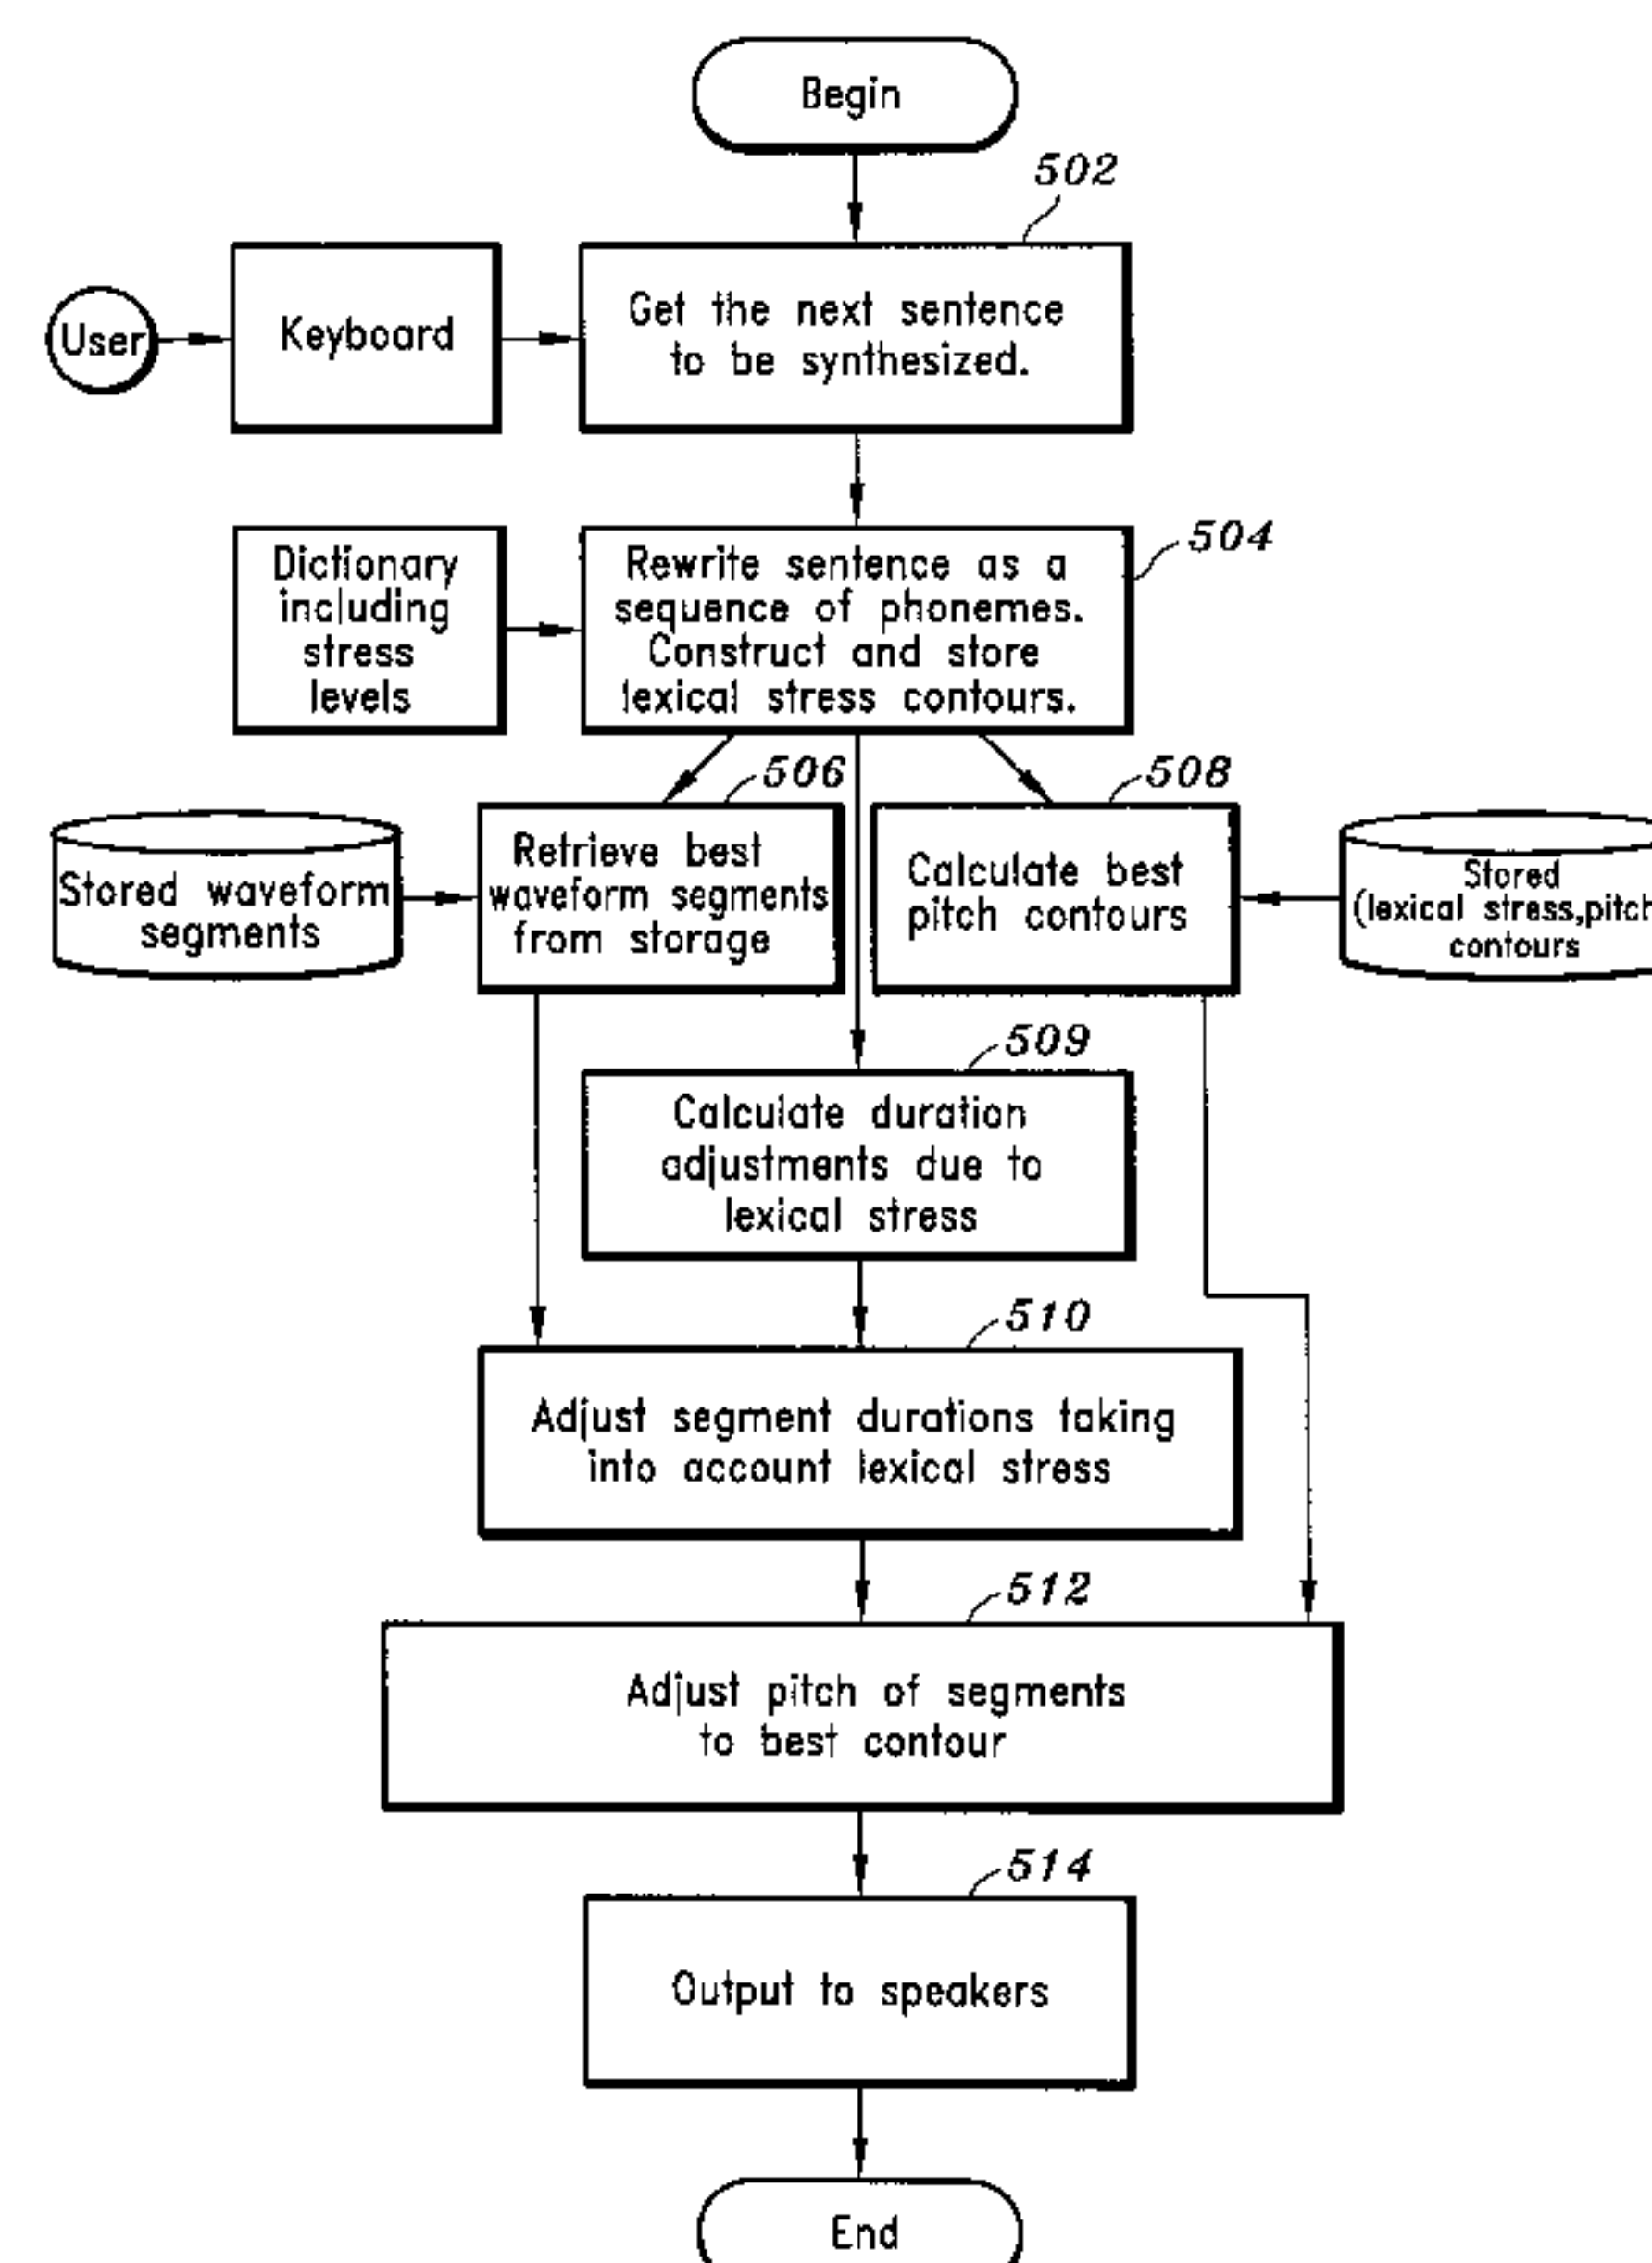 Begin
502
User
Keyboard
Get the next sentence
to be synthesized.
504
Dictionary
including
stress
levels
Rewrite sentence as a
sequence of phonemes.
Construct and store
lexical stress contours.
506
508
Stored waveform
segments
Retrieve best
waveform segments
from storage
Calculate best
pitch contours
Stored
(lexical stress,pitch
contours
509
Calculate duration
adjustments due to
lexical stress
510
Adjust segment durations taking
into account lexical stress
512
Adjust pitch of segments
to best contour
514
Output to speakers
End